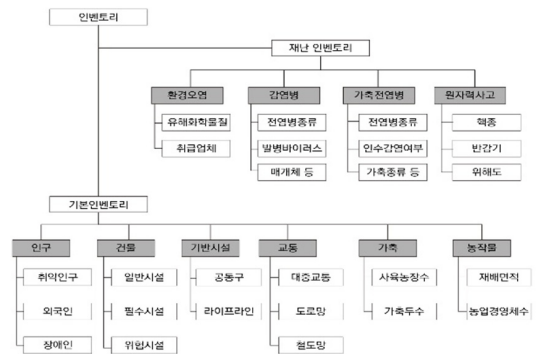 인벤토리
재난 인벤토리
환경오염 감염병 가축전염병 원자력사고
유해화학물질 전염병종류 전염병종류 핵종
취급업체 발병바이러스 인수감염여부 반감기
매개체 등 가축종류 등 위해도
기본인벤토리
인구 건물 기반시설 교통 가축 농작물
취약인구 일반시설 공동구 대중교통 사육농장수 재배면적
외국인 필수시설 라이프라인 도로망 가축두수 농업경영체수
장애인 위험시설 철도망